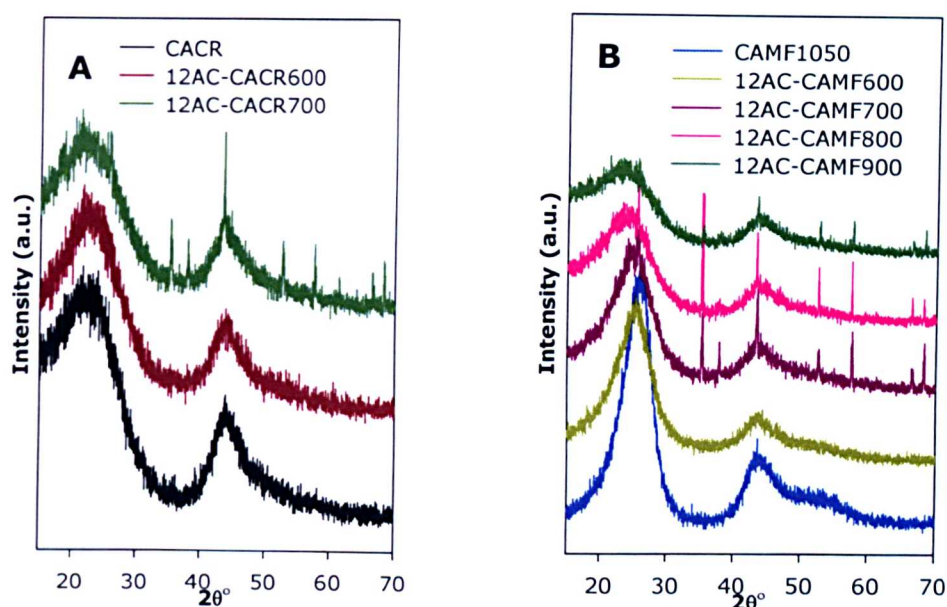 A
CACR
12AC-CACR600
12AC-CACR700
Intensity (a.u.)
20 30 40 50 60 70
2θ°
B
CAMF1050
12AC-CAMF600
12AC-CAMF700
12AC-CAMF800
12AC-CAMF900
Intensity (a.u.)
20 30 40 50 60 70
2θ°